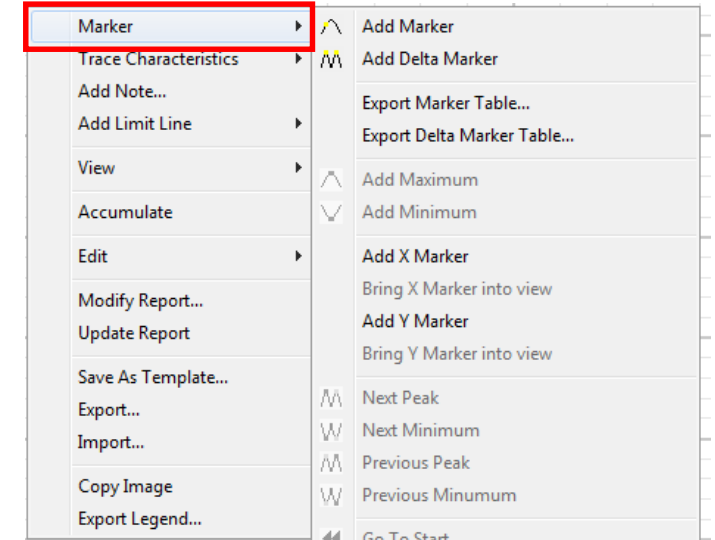 Marker
Trace Characteristics
Add Note...
Add Limit Line
View
Accumulate
Edit
Modify Report...
Update Report
Save As Template...
Export...
Import...
Copy Image
Export Legend...
Add Marker
Add Delta Marker
Export Marker Table...
Export Delta Marker Table...
Add Maximum
Add Minimum
Add X Marker
Bring X Marker into view
Add Y Marker
Bring Y Marker into view
Next Peak
Next Minimum
Previous Peak
Previous Minumum
Go To Start